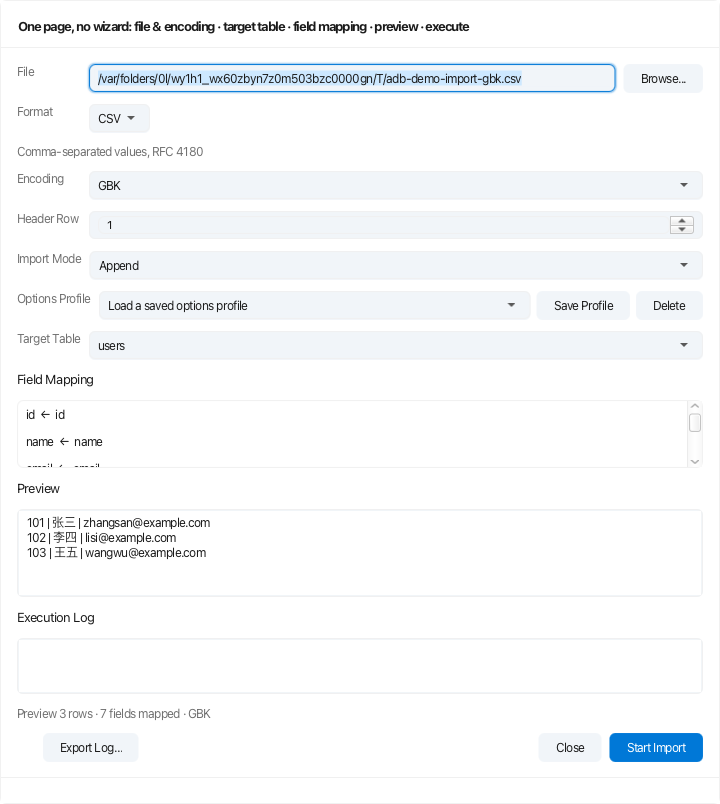 One page, no wizard: file & encoding · target table · field mapping · preview · execute
File
/var/folders/0l/wy1h1_wx60zbyn7z0m503bzc0000gn/T/adb-demo-import-gbk.csv
Browse...
Format
CSV
Comma-separated values, RFC 4180
Encoding
GBK
Header Row
1
Import Mode
Append
Options Profile
Load a saved options profile
Save Profile
Delete
Target Table
users
Field Mapping
id ← id
name ← name
email ← email
Preview
101 | 张三 | zhangsan@example.com
102 | 李四 | lisi@example.com
103 | 王五 | wangwu@example.com
Execution Log
Preview 3 rows · 7 fields mapped · GBK
Export Log...
Close
Start Import